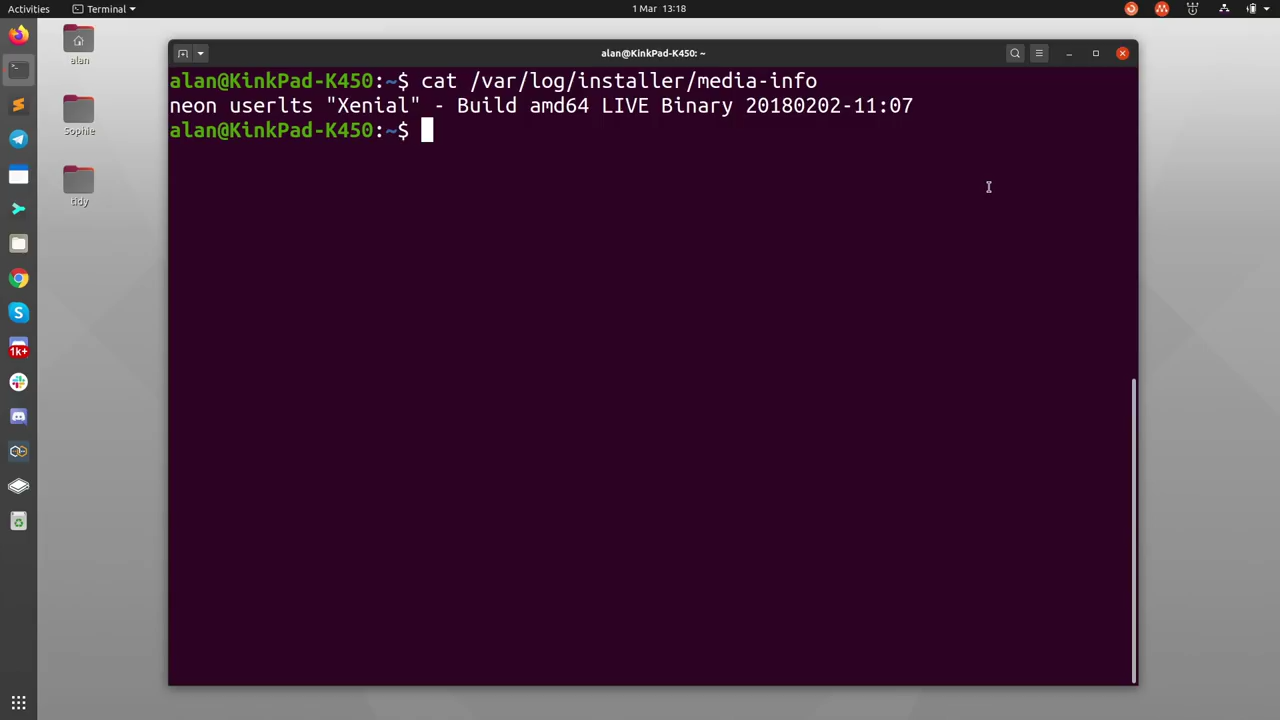 Activities
Terminal
1 Mar 13:18
alan@KinkPad-K450: ~
alan
Sophie
tidy
1k+
alan@KinkPad-K450:~$ cat /var/log/installer/media-info
neon userlts "Xenial" - Build amd64 LIVE Binary 20180202-11:07
alan@KinkPad-K450:~$